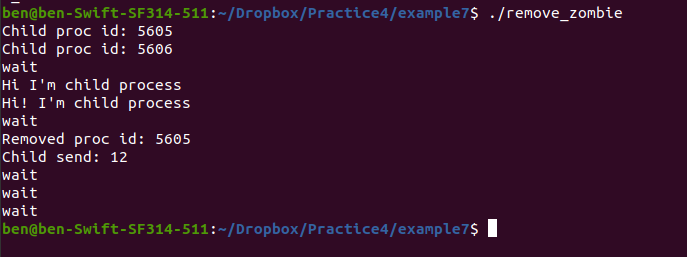 ben@ben-Swift-SF314-511:~/Dropbox/Practice4/example7$ ./remove_zombie
Child proc id: 5605
Child proc id: 5606
wait
Hi I'm child process
Hi! I'm child process
wait
Removed proc id: 5605
Child send: 12
wait
wait
wait
ben@ben-Swift-SF314-511:~/Dropbox/Practice4/example7$